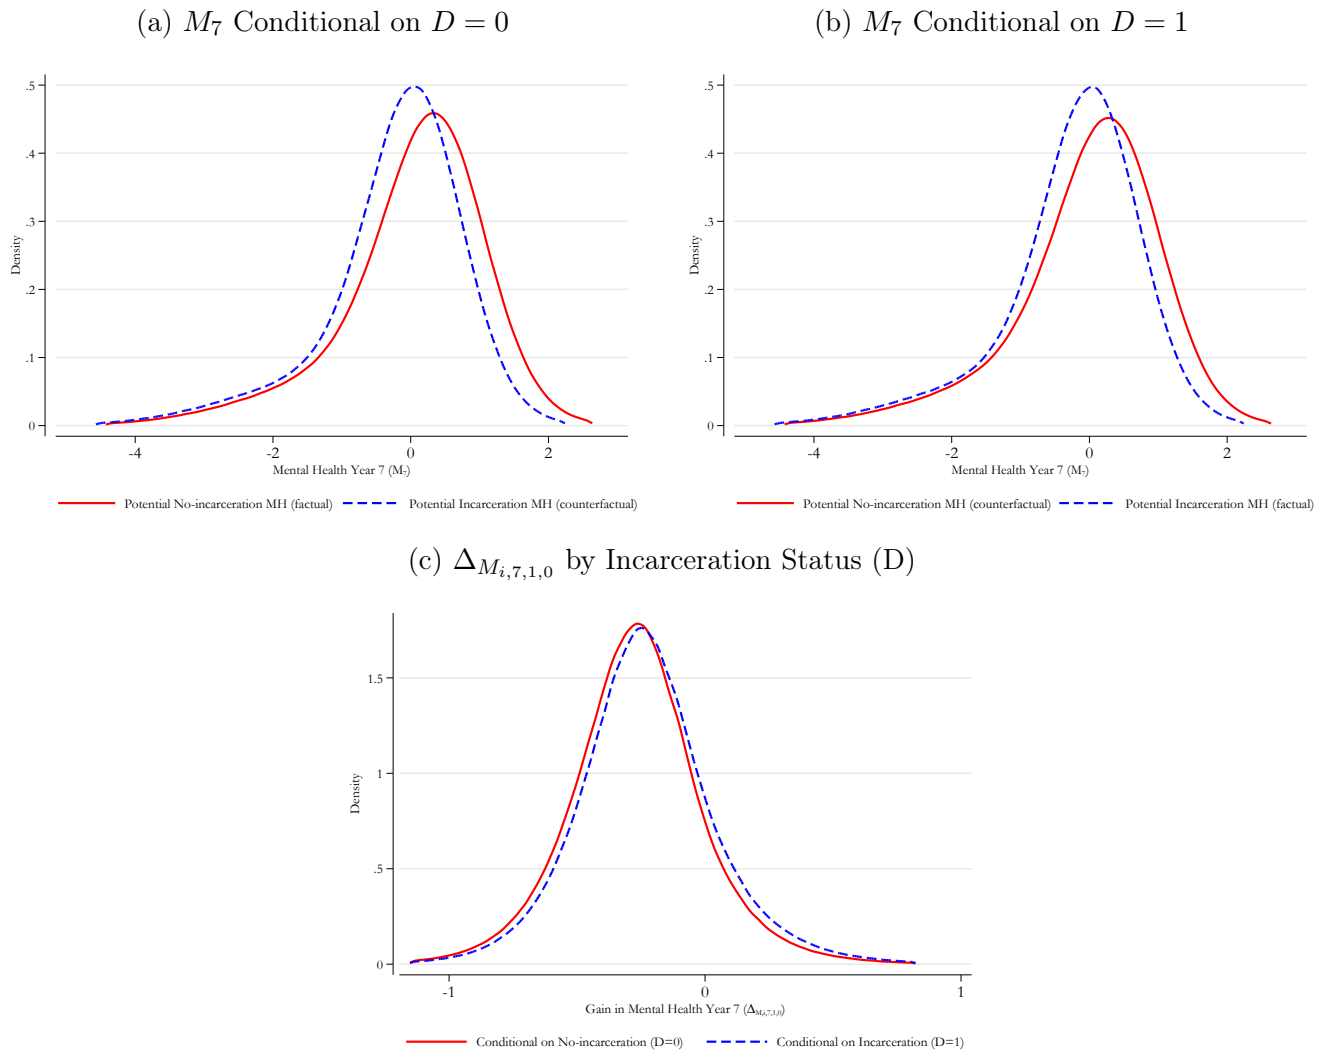 (a) M₇ Conditional on D = 0
(b) M₇ Conditional on D = 1
Density
.5
.4
.3
.2
.1
0
-4 -2 0 2
Mental Health Year 7 (M₇)
Potential No-incarceration MH (factual) Potential Incarceration MH (counterfactual)
Density
.5
.4
.3
.2
.1
0
-4 -2 0 2
Mental Health Year 7 (M₇)
Potential No-incarceration MH (counterfactual) Potential Incarceration MH (factual)
(c) Δ_{M_{i,7,1,0}} by Incarceration Status (D)
Density
1.5
1
.5
0
-1 0 1
Gain in Mental Health Year 7 (Δ_{M,i,7,1,0})
Conditional on No-incarceration (D=0) Conditional on Incarceration (D=1)